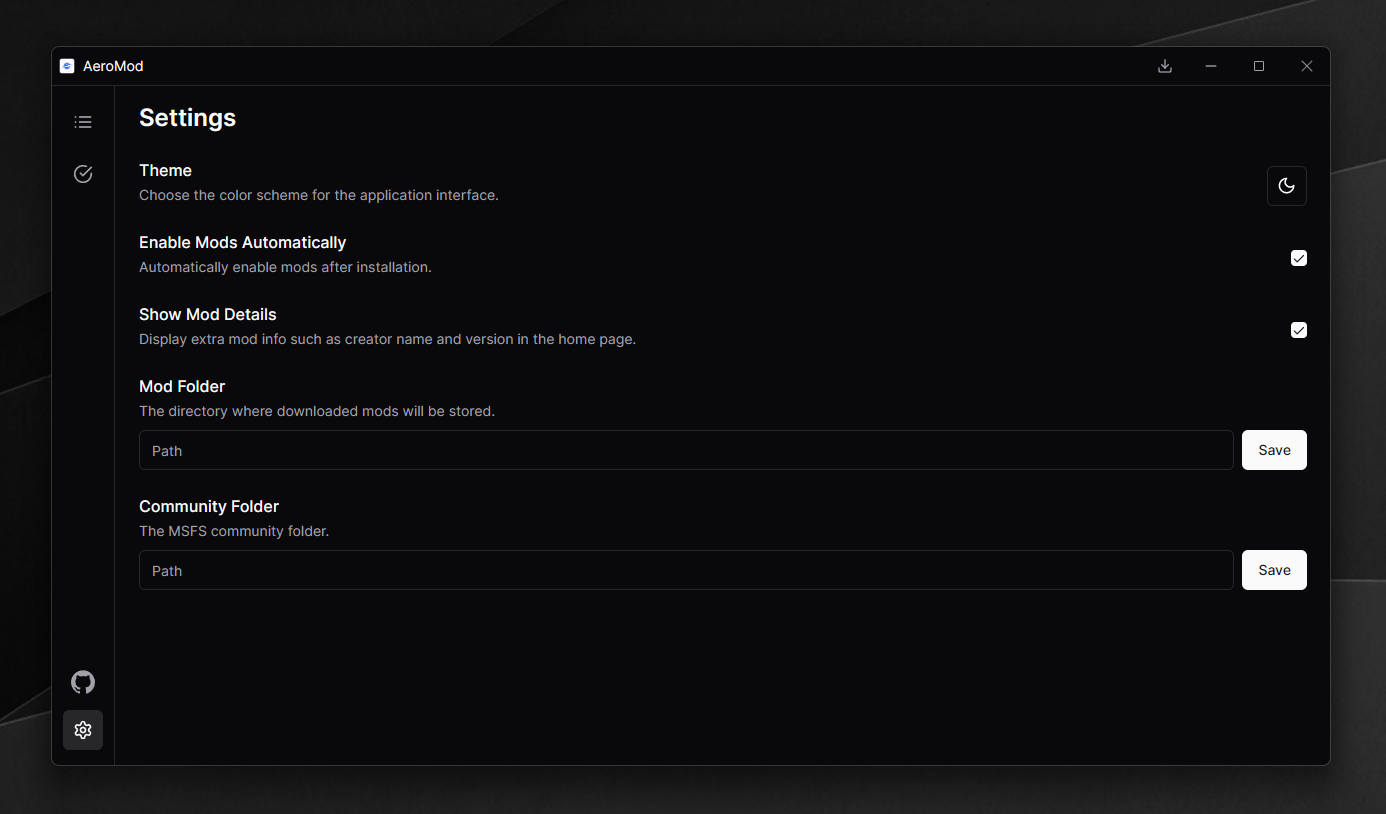 AeroMod
Settings
Theme
Choose the color scheme for the application interface.
Enable Mods Automatically
Automatically enable mods after installation.
Show Mod Details
Display extra mod info such as creator name and version in the home page.
Mod Folder
The directory where downloaded mods will be stored.
Path
Save
Community Folder
The MSFS community folder.
Path
Save